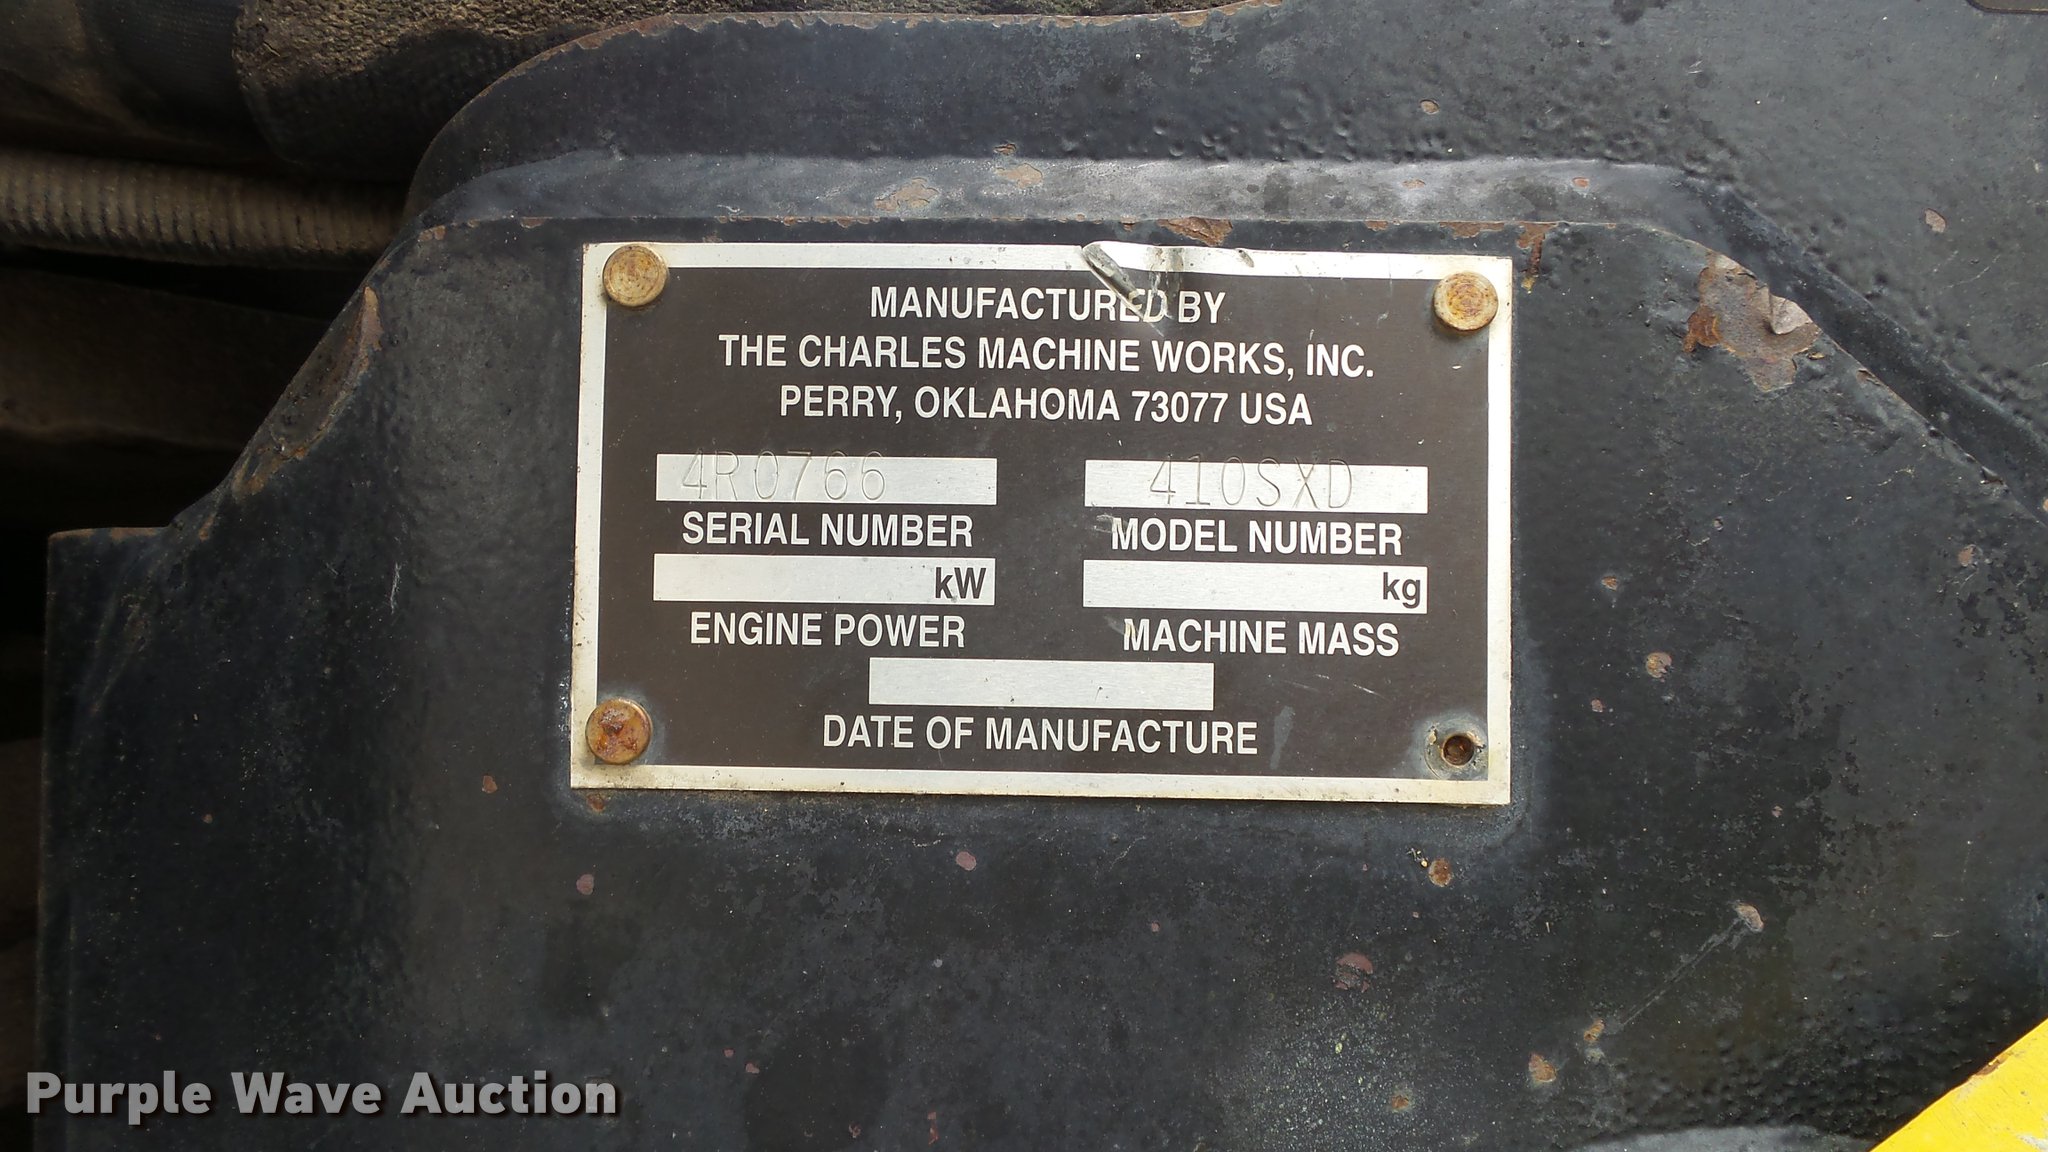 MANUFACTURED BY
THE CHARLES MACHINE WORKS, INC.
PERRY, OKLAHOMA 73077 USA
4R0766 410SXD
SERIAL NUMBER MODEL NUMBER
kW kg
ENGINE POWER MACHINE MASS
DATE OF MANUFACTURE
Purple Wave Auction